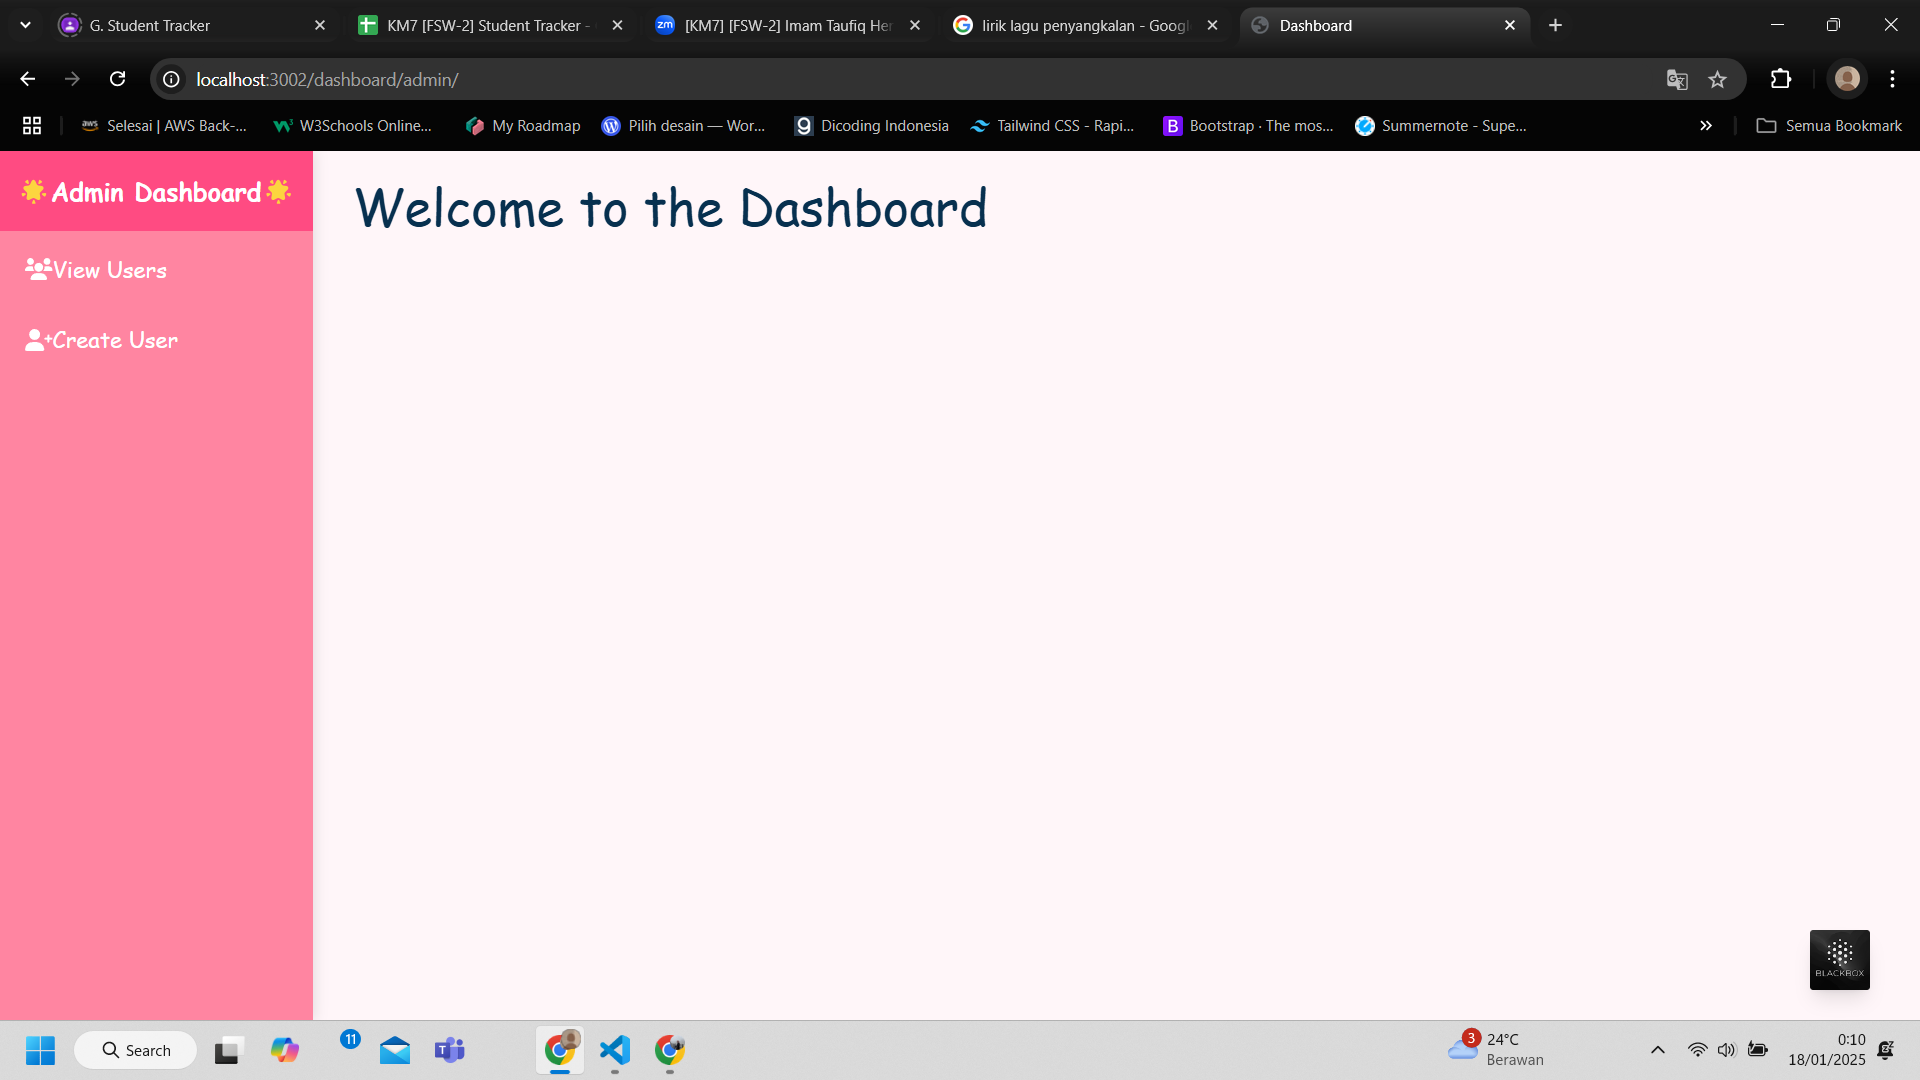 G. Student Tracker
KM7 [FSW-2] Student Tracker -
zm
[KM7] [FSW-2] Imam Taufiq Her
lirik lagu penyangkalan - Googl
Dashboard
localhost:3002/dashboard/admin/
aws
Selesai | AWS Back-...
W3Schools Online...
My Roadmap
Pilih desain — Wor...
Dicoding Indonesia
Tailwind CSS - Rapi...
B
Bootstrap · The mos...
Summernote - Supe...
Semua Bookmark
Admin Dashboard
Welcome to the Dashboard
View Users
Create User
BLACKBOX
Search
11
3
24°C
Berawan
0:10
18/01/2025